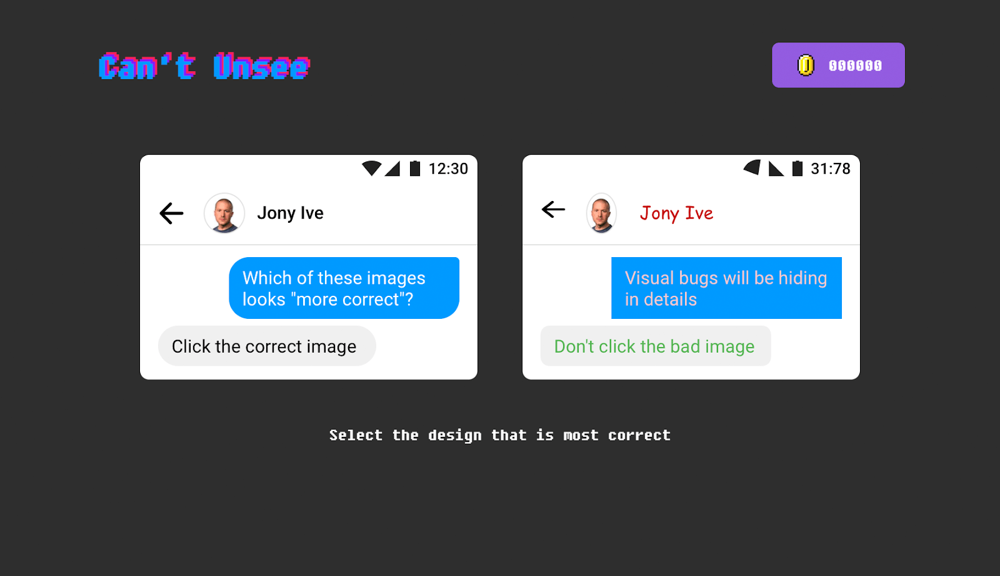 Can't Unsee
000000
12:30
Jony Ive
Which of these images
looks "more correct"?
Click the correct image
31:78
Jony Ive
Visual bugs will be hiding
in details
Don't click the bad image
Select the design that is most correct